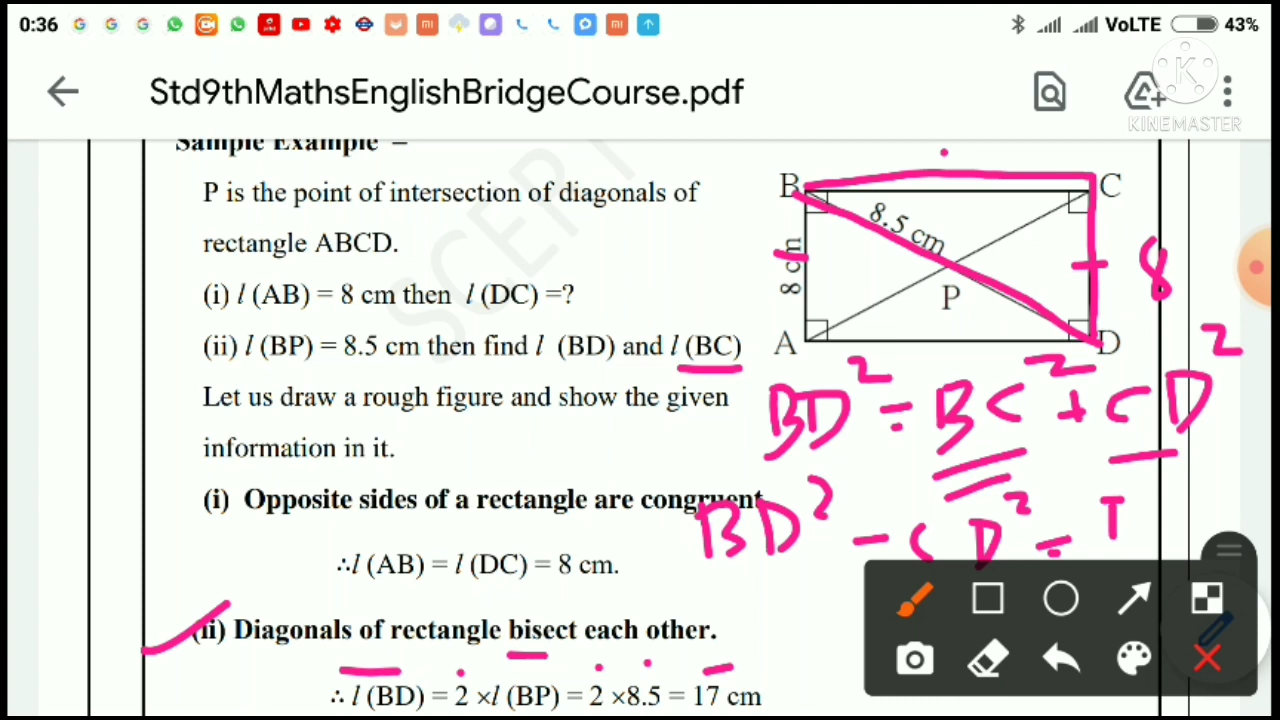 0:36 VoLTE 43%
Std9thMathsEnglishBridgeCourse.pdf
KINEMASTER
Sample Example –
P is the point of intersection of diagonals of
rectangle ABCD.
(i) l (AB) = 8 cm then l (DC) =?
(ii) l (BP) = 8.5 cm then find l (BD) and l (BC)
Let us draw a rough figure and show the given
information in it.
(i) Opposite sides of a rectangle are congruent
∴l (AB) = l (DC) = 8 cm.
(ii) Diagonals of rectangle bisect each other.
∴ l (BD) = 2 ×l (BP) = 2 ×8.5 = 17 cm
B C
8.5 cm
8 cm 8
P
A D
BD² = BC² + CD²
BD² – CD² =
SCERT